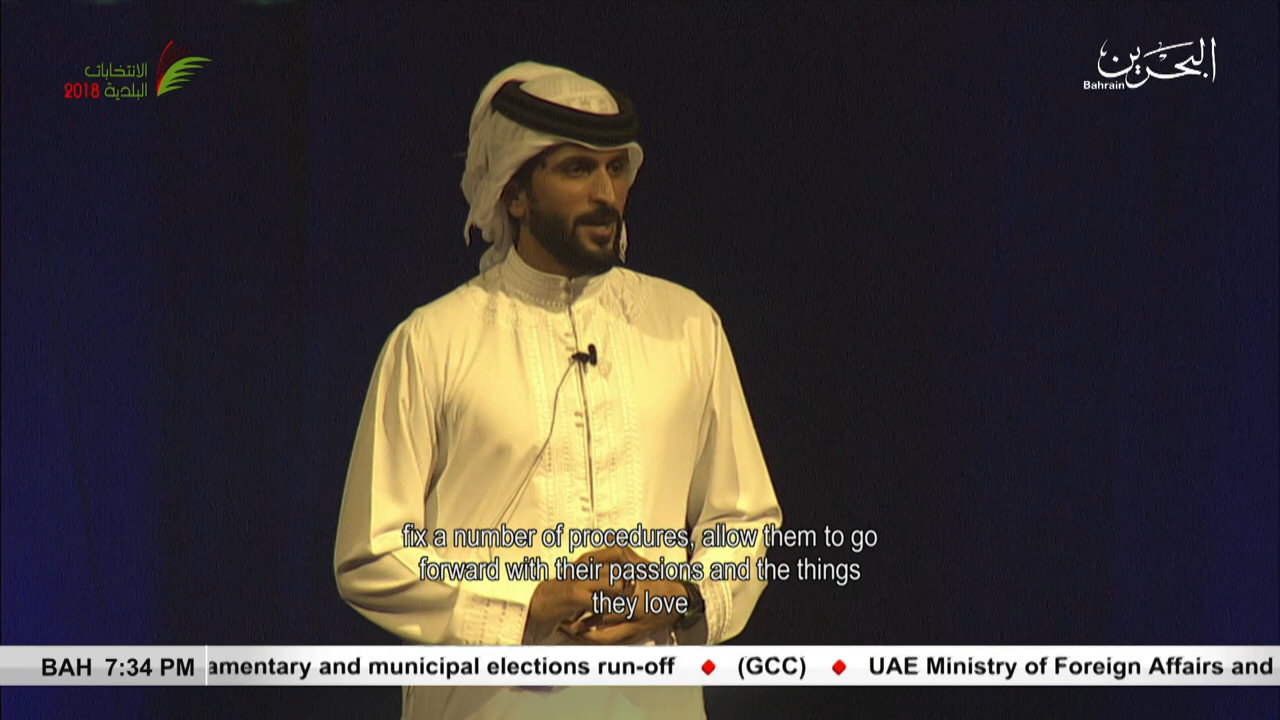 الانتخابات
البلدية 2018
البحرين
Bahrain
fix a number of procedures, allow them to go
forward with their passions and the things
they love
BAH 7:34 PM amentary and municipal elections run-off (GCC) UAE Ministry of Foreign Affairs and